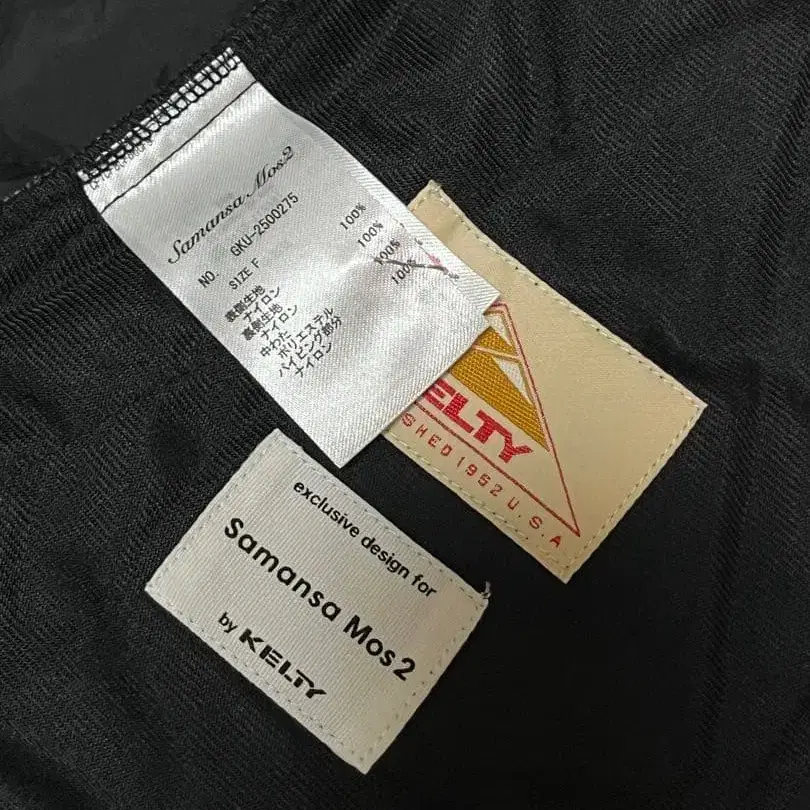 Samansa Mos2
NO. GKU-2500275
SIZE F
表側生地
ナイロン 100%
裏側生地
ナイロン 100%
中わた
ポリエステル 100%
パイピング部分
ナイロン 100%
ELTY
SHED 1952 U.S.A
exclusive design for
Samansa Mos2
by KELTY